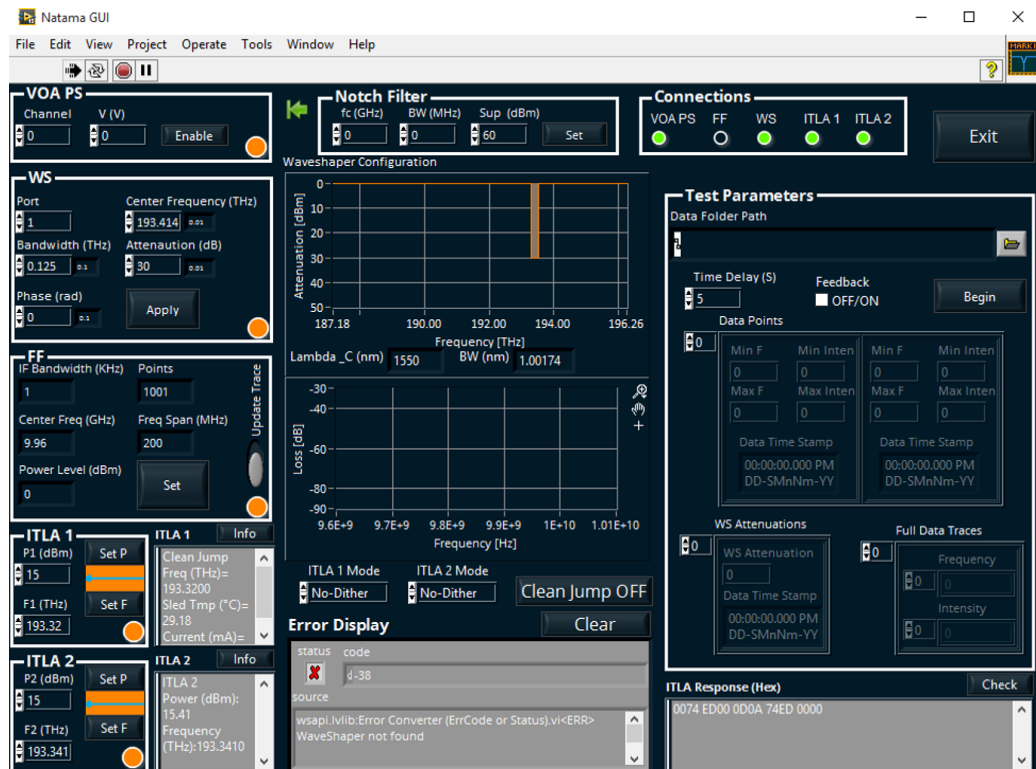 Natama GUI
File Edit View Project Operate Tools Window Help
MARKI
VOA PS
Channel V (V)
0 0 Enable
WS
Port Center Frequency (THz)
1 193.414 0.01
Bandwidth (THz) Attenaution (dB)
0.125 0.1 30 0.01
Phase (rad)
0 0.1 Apply
FF
IF Bandwidth (KHz) Points
1 1001
Center Freq (GHz) Freq Span (MHz)
9.96 200
Power Level (dBm)
0 Set
Update Trace
ITLA 1
P1 (dBm) Set P
15
F1 (THz) Set F
193.32
ITLA 1 Info
Clean Jump
Freq (THz)=
193.3200
Sled Tmp (°C)=
29.18
Current (mA)=
ITLA 2
P2 (dBm) Set P
15
F2 (THz) Set F
193.341
ITLA 2 Info
ITLA 2
Power (dBm):
15.41
Frequency
(THz):193.3410
Notch Filter
fc (GHz) BW (MHz) Sup (dBm)
0 0 60 Set
Waveshaper Configuration
Attenuation [dBm]
0
10
20
30
40
50
187.18 190.00 192.00 194.00 196.26
Frequency [THz]
Lambda _C (nm) 1550 BW (nm) 1.00174
Loss [dB]
-30
-40
-60
-80
-90
9.6E+9 9.7E+9 9.8E+9 9.9E+9 1E+10 1.01E+10
Frequency [Hz]
ITLA 1 Mode ITLA 2 Mode
No-Dither No-Dither Clean Jump OFF
Error Display Clear
status code
-38
source
wsapi.lvlib:Error Converter (ErrCode or Status).vi<ERR>
WaveShaper not found
Connections
VOA PS FF WS ITLA 1 ITLA 2
Exit
Test Parameters
Data Folder Path
Time Delay (S) Feedback
5 OFF/ON Begin
Data Points
0
Min F Min Inten Min F Min Inten
0 0 0 0
Max F Max Inten Max F Max Inten
0 0 0 0
Data Time Stamp Data Time Stamp
00:00:00.000 PM 00:00:00.000 PM
DD-SMnNm-YY DD-SMnNm-YY
WS Attenuations
0
WS Attenuation
0
Data Time Stamp
00:00:00.000 PM
DD-SMnNm-YY
Full Data Traces
0
Frequency
0 0
Intensity
0 0
ITLA Response (Hex) Check
0074 ED00 0D0A 74ED 0000